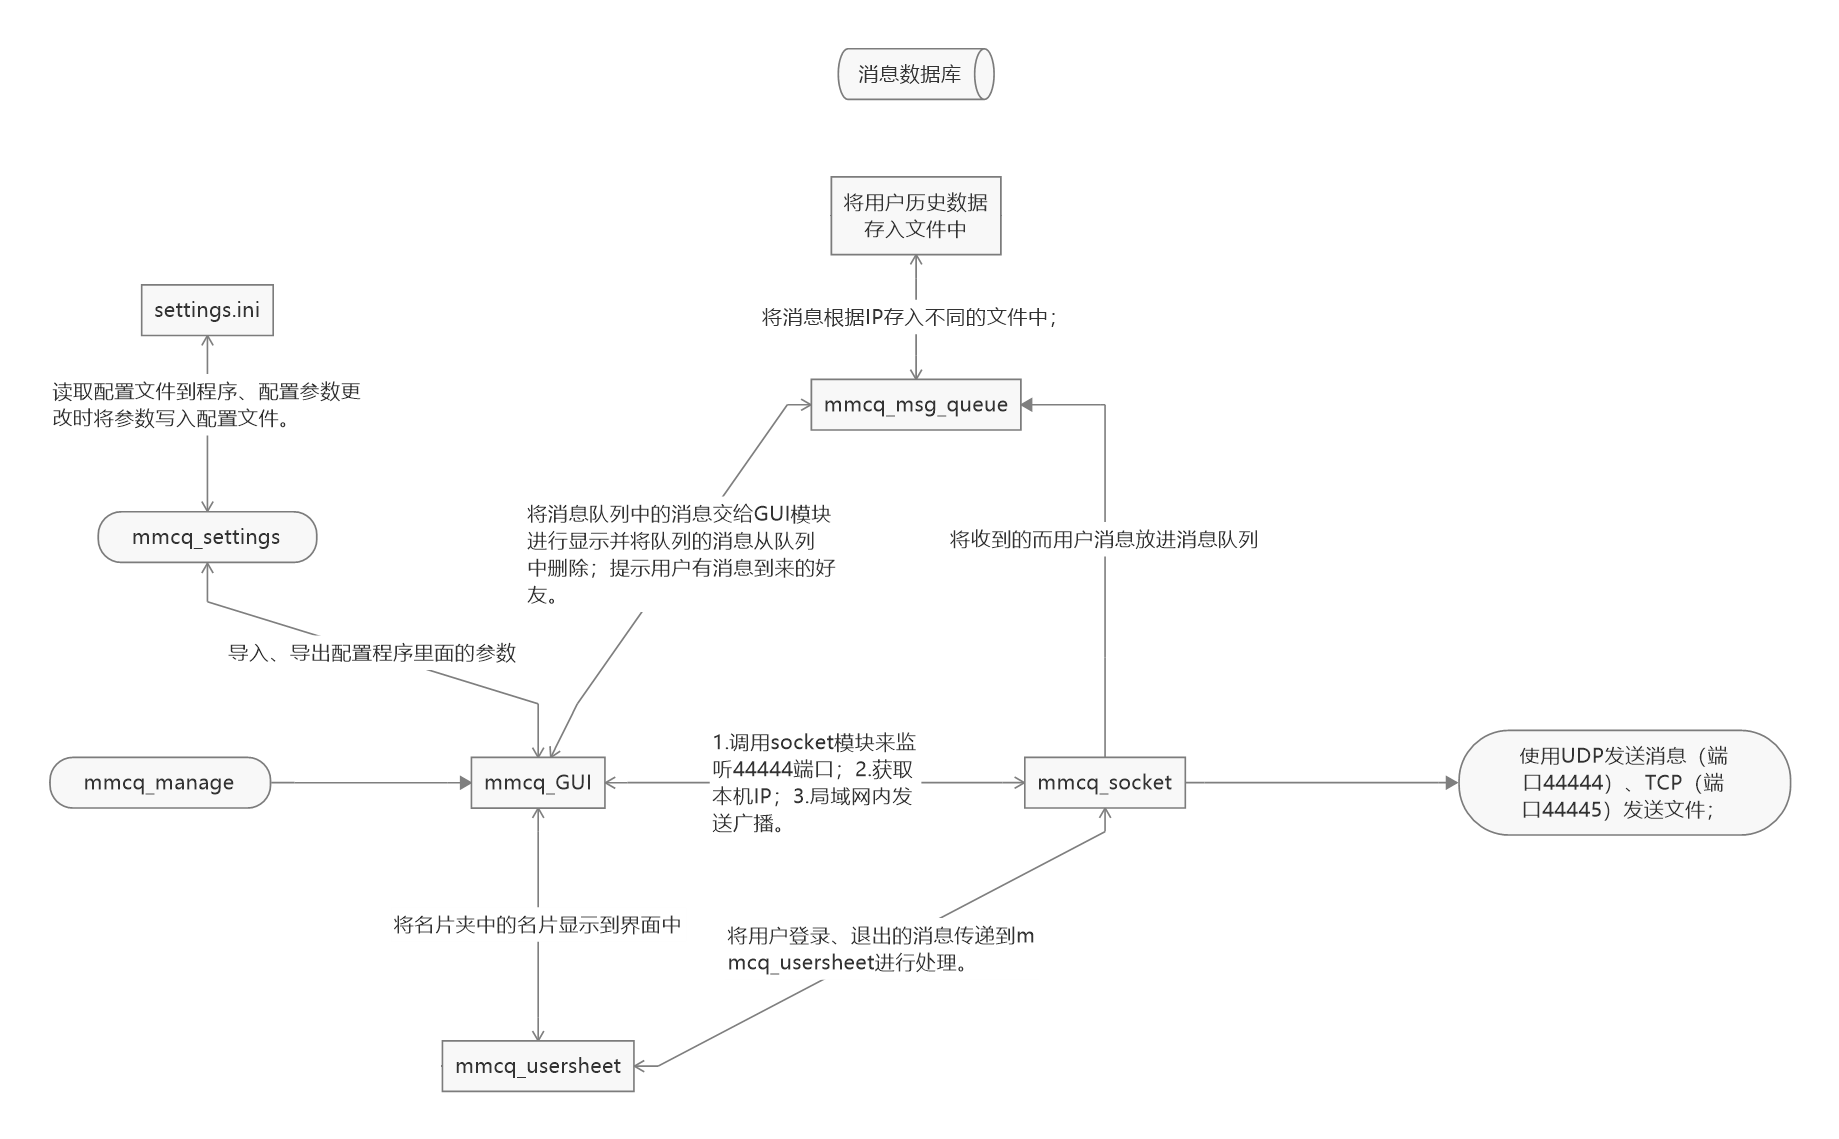 消息数据库
将用户历史数据
存入文件中
settings.ini
将消息根据IP存入不同的文件中；
读取配置文件到程序、配置参数更
改时将参数写入配置文件。
mmcq_msg_queue
mmcq_settings
将消息队列中的消息交给GUI模块
进行显示并将队列的消息从队列
中删除；提示用户有消息到来的好
友。
将收到的而用户消息放进消息队列
导入、导出配置程序里面的参数
mmcq_manage
mmcq_GUI
1.调用socket模块来监
听44444端口；2.获取
本机IP；3.局域网内发
送广播。
mmcq_socket
使用UDP发送消息（端
口44444）、TCP（端
口44445）发送文件；
将名片夹中的名片显示到界面中
将用户登录、退出的消息传递到m
mcq_usersheet进行处理。
mmcq_usersheet